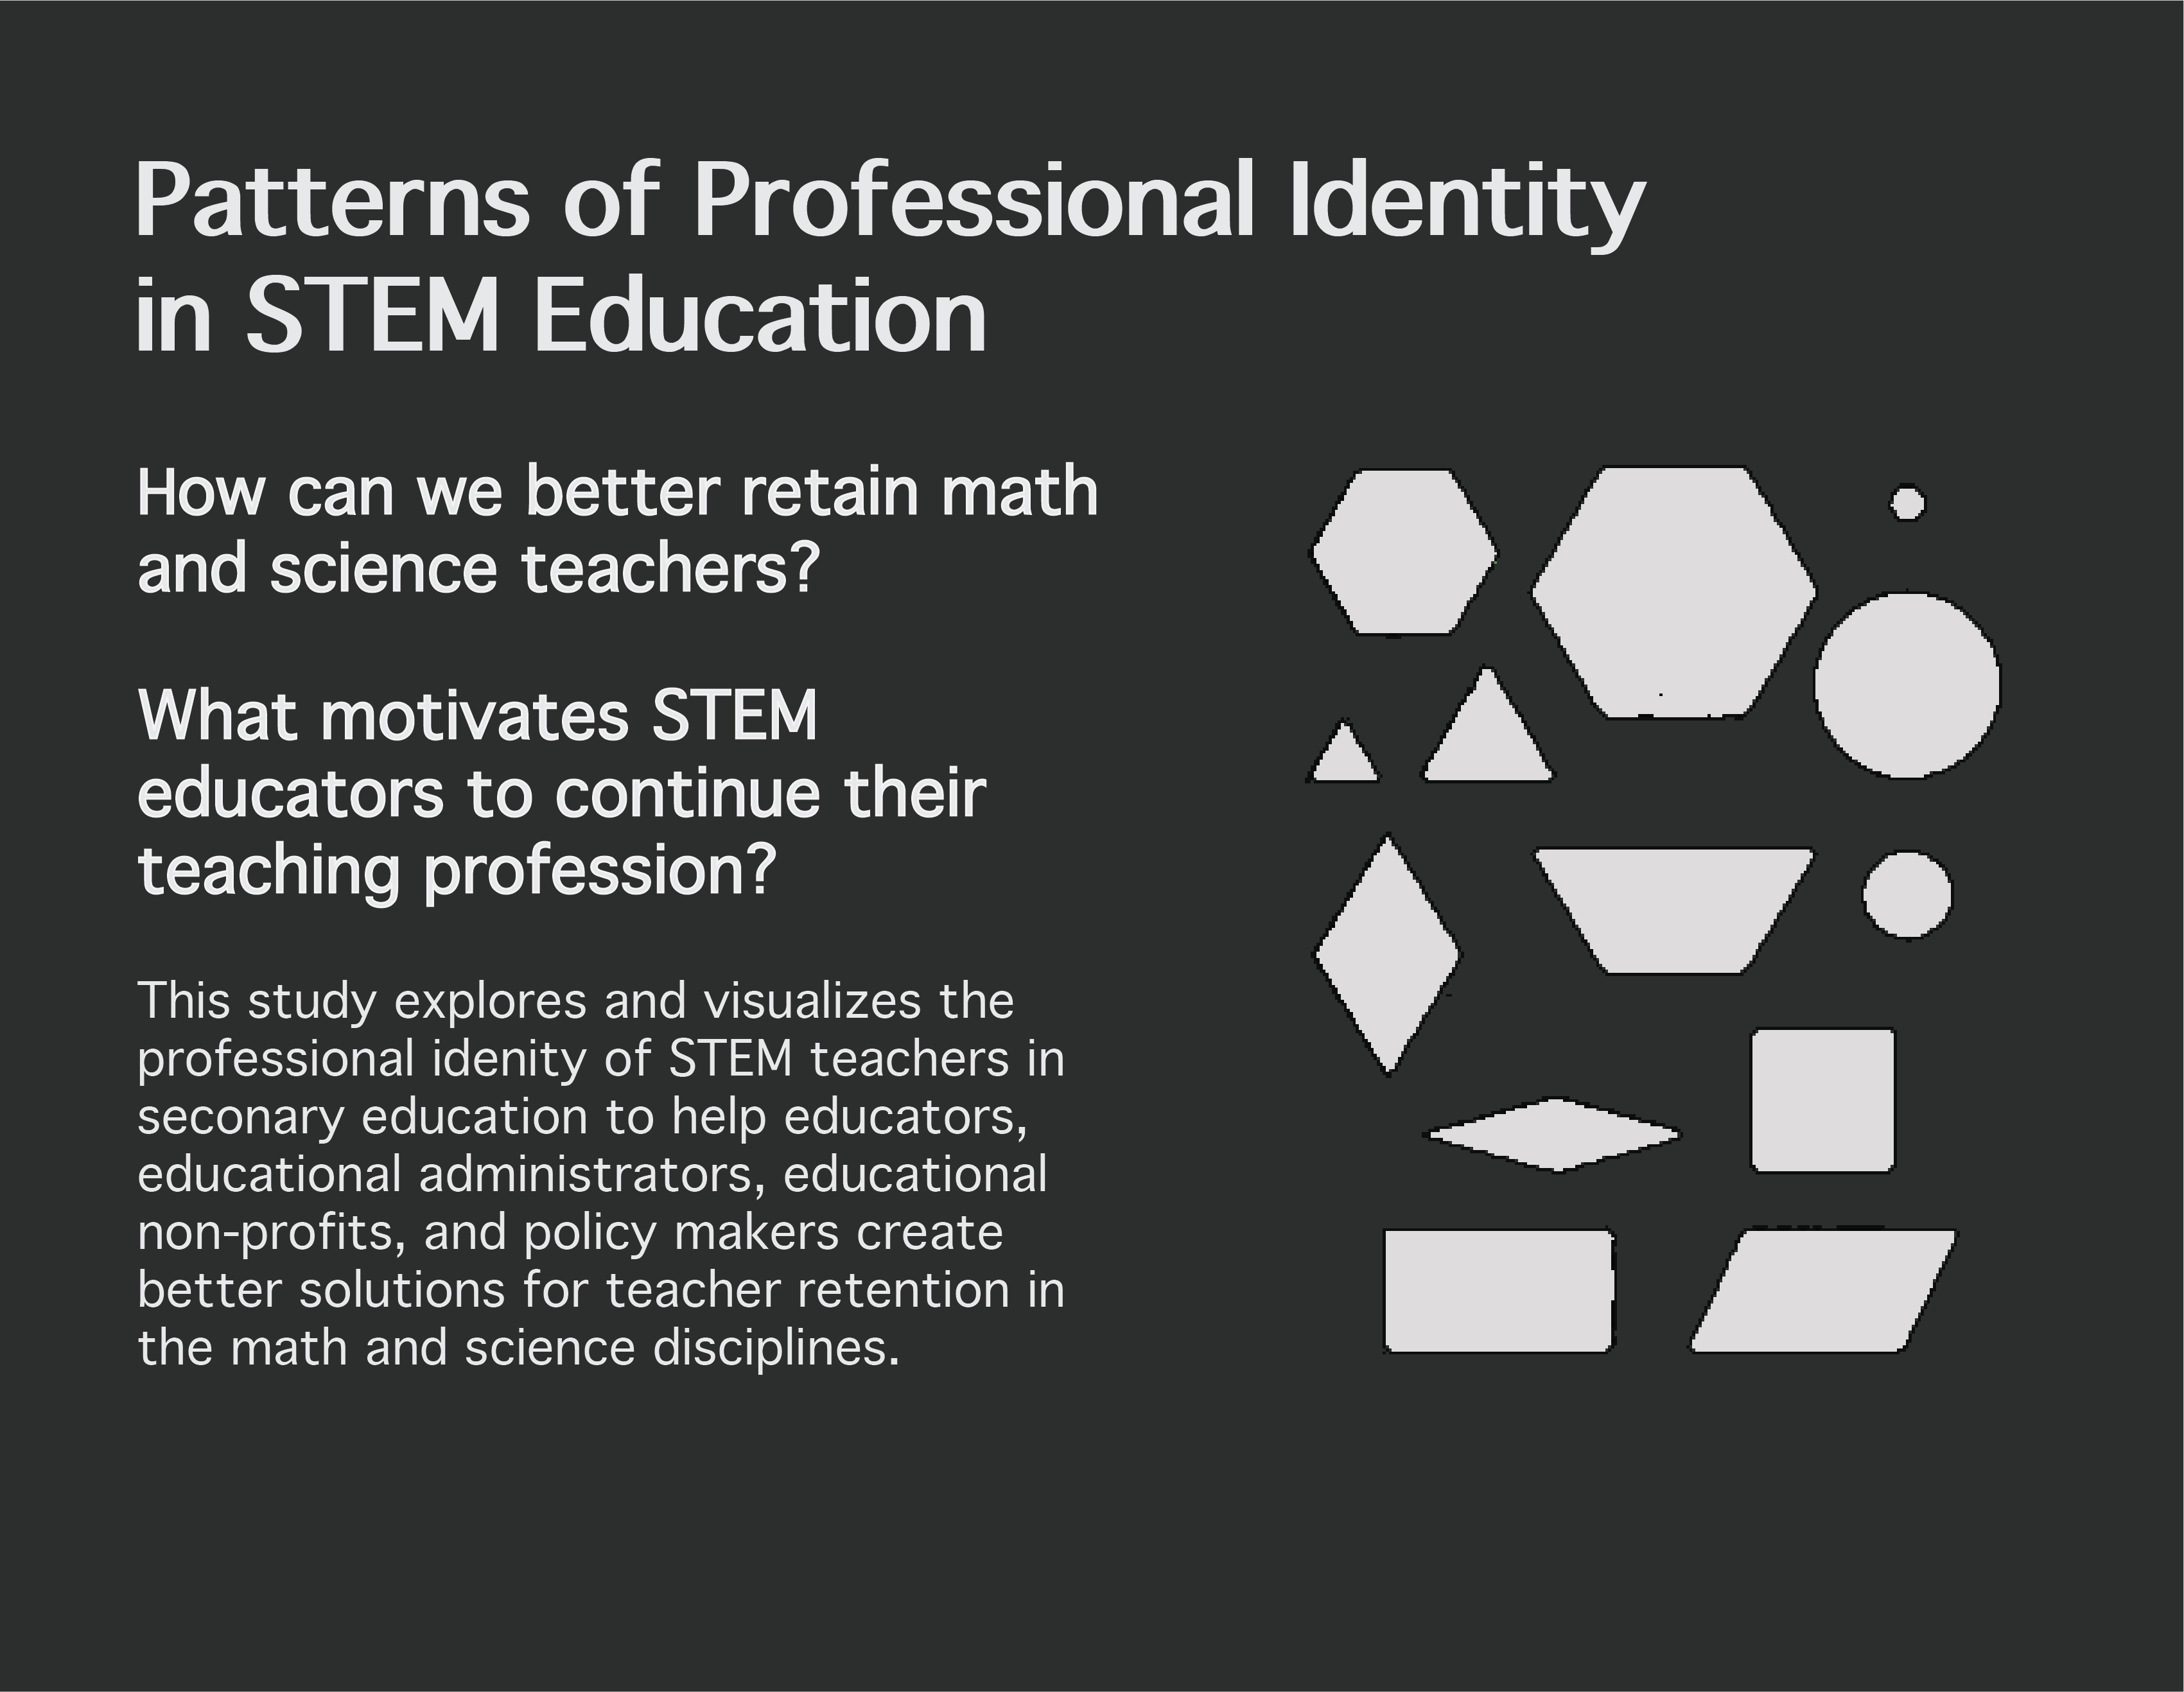 Patterns of Professional Identity
in STEM Education
How can we better retain math
and science teachers?
What motivates STEM
educators to continue their
teaching profession?
This study explores and visualizes the
professional idenity of STEM teachers in
seconary education to help educators,
educational administrators, educational
non-profits, and policy makers create
better solutions for teacher retention in
the math and science disciplines.